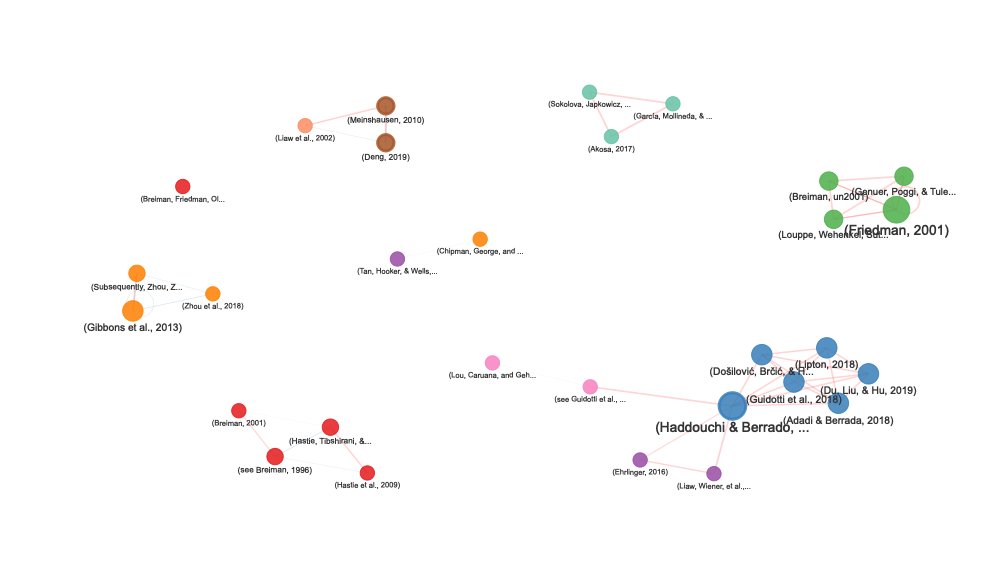 (Sokolova, Japkowicz, ...
(García, Mollineda, & ...
(Meinshausen, 2010)
(Liaw et al., 2002)
(Akosa, 2017)
(Deng, 2019)
(Breiman, Friedman, Ol...
(Breiman, un2001)
(Genuer, Poggi, & Tule...
(Louppe, Wehenkel, Sut...
(Friedman, 2001)
(Chipman, George, and ...
(Tan, Hooker, & Wells,...
(Subsequently, Zhou, Z...
(Zhou et al., 2018)
(Gibbons et al., 2013)
(Lou, Caruana, and Geh...
(see Guidotti et al., ...
(Došilović, Brčić, & H...
(Lipton, 2018)
(Du, Liu, & Hu, 2019)
(Guidotti et al., 2018)
(Adadi & Berrada, 2018)
(Haddouchi & Berrado, ...
(Breiman, 2001)
(Hastie, Tibshirani, &...
(see Breiman, 1996)
(Hastie et al., 2009)
(Ehrlinger, 2016)
(Liaw, Wiener, et al.,...